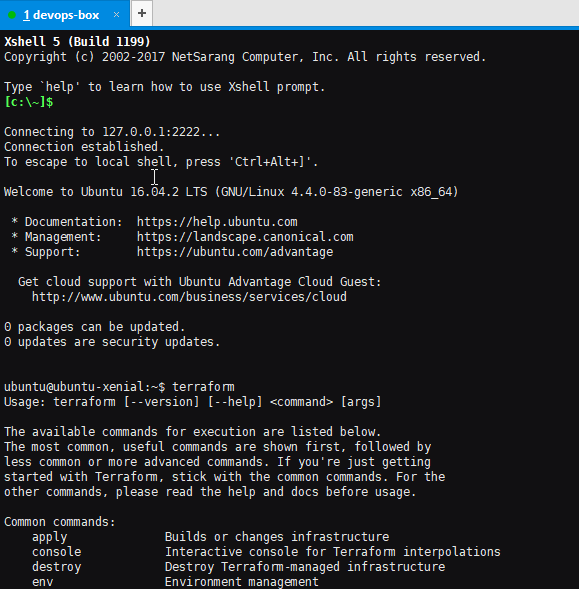 1 devops-box × +
Xshell 5 (Build 1199)
Copyright (c) 2002-2017 NetSarang Computer, Inc. All rights reserved.
Type `help' to learn how to use Xshell prompt.
[c:\~]$
Connecting to 127.0.0.1:2222...
Connection established.
To escape to local shell, press 'Ctrl+Alt+]'.
Welcome to Ubuntu 16.04.2 LTS (GNU/Linux 4.4.0-83-generic x86_64)
* Documentation:  https://help.ubuntu.com
* Management:     https://landscape.canonical.com
* Support:        https://ubuntu.com/advantage
Get cloud support with Ubuntu Advantage Cloud Guest:
http://www.ubuntu.com/business/services/cloud
0 packages can be updated.
0 updates are security updates.
ubuntu@ubuntu-xenial:~$ terraform
Usage: terraform [--version] [--help] <command> [args]
The available commands for execution are listed below.
The most common, useful commands are shown first, followed by
less common or more advanced commands. If you're just getting
started with Terraform, stick with the common commands. For the
other commands, please read the help and docs before usage.
Common commands:
apply              Builds or changes infrastructure
console            Interactive console for Terraform interpolations
destroy            Destroy Terraform-managed infrastructure
env                Environment management